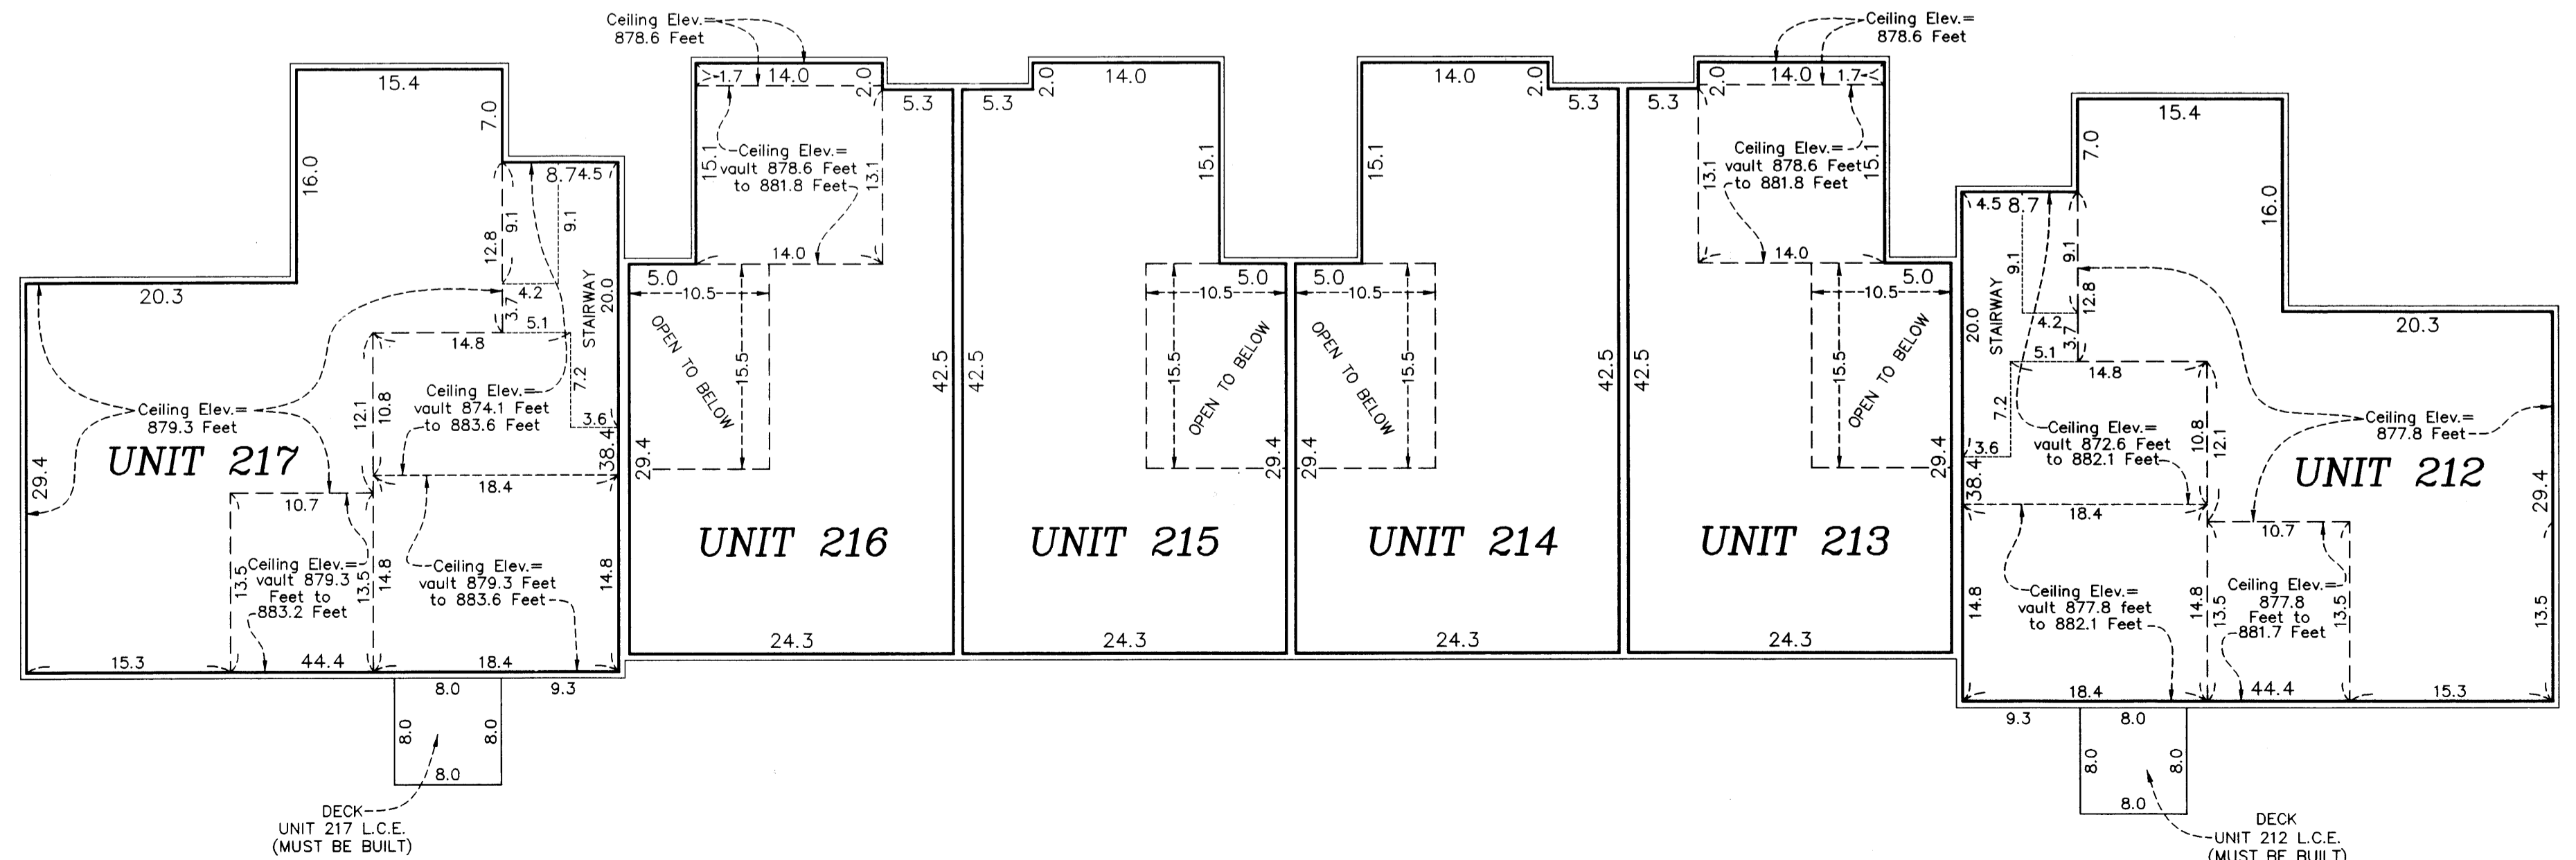 Ceiling Elev.=
878.6 Feet
Ceiling Elev.=
878.6 Feet
15.4
7.0
16.0
8.7
4.5
9.1
9.1
12.8
4.2
3.7
5.1
STAIRWAY
20.0
20.3
14.8
7.2
3.6
Ceiling Elev.=
879.3 Feet
Ceiling Elev.=
vault 874.1 Feet
to 883.6 Feet
12.1
10.8
38.4
UNIT 217
29.4
10.7
18.4
13.5
Ceiling Elev.=
vault 879.3
Feet to
883.2 Feet
13.5
14.8
Ceiling Elev.=
vault 879.3 Feet
to 883.6 Feet
14.8
15.3
44.4
18.4
8.0
9.3
8.0
8.0
8.0
DECK
UNIT 217 L.C.E.
(MUST BE BUILT)
1.7
14.0
2.0
5.3
15.1
Ceiling Elev.=
vault 878.6 Feet
to 881.8 Feet
13.1
14.0
5.0
10.5
15.5
OPEN TO BELOW
42.5
29.4
UNIT 216
24.3
5.3
2.0
14.0
15.1
5.0
10.5
15.5
OPEN TO BELOW
42.5
29.4
UNIT 215
24.3
14.0
2.0
5.3
15.1
5.0
10.5
15.5
OPEN TO BELOW
42.5
29.4
UNIT 214
24.3
5.3
2.0
14.0
1.7
15.1
Ceiling Elev.=
vault 878.6 Feet
to 881.8 Feet
13.1
14.0
5.0
10.5
15.5
OPEN TO BELOW
42.5
29.4
UNIT 213
24.3
15.4
7.0
16.0
4.5
8.7
9.1
9.1
12.8
4.2
3.7
5.1
STAIRWAY
20.0
20.3
14.8
7.2
3.6
Ceiling Elev.=
vault 872.6 Feet
to 882.1 Feet
10.8
12.1
Ceiling Elev.=
877.8 Feet
38.4
UNIT 212
29.4
18.4
10.7
14.8
Ceiling Elev.=
vault 877.8 feet
to 882.1 Feet
14.8
13.5
Ceiling Elev.=
877.8
Feet to
881.7 Feet
13.5
13.5
18.4
44.4
15.3
9.3
8.0
8.0
8.0
8.0
DECK
UNIT 212 L.C.E.
(MUST BE BUILT)